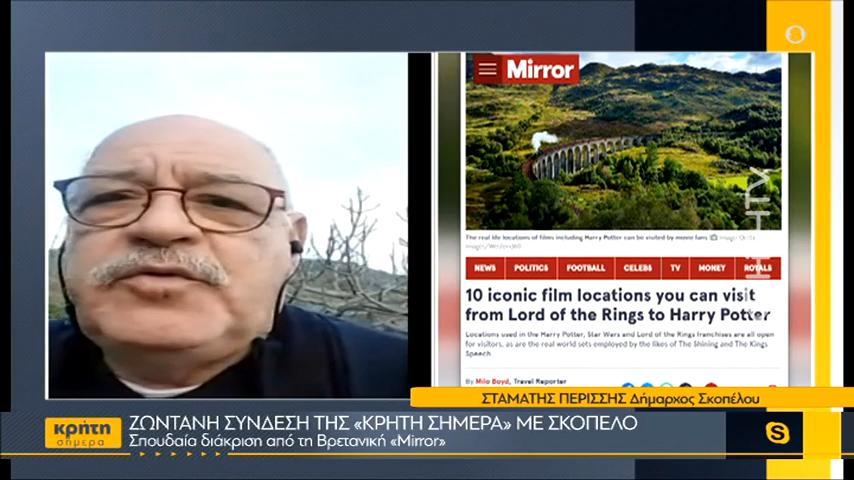 Mirror
The real life locations of films including Harry Potter can be visited by movie fans
NEWS POLITICS FOOTBALL CELEBS TV MONEY ROYALS
10 iconic film locations you can visit
from Lord of the Rings to Harry Potter
Locations used in the Harry Potter, Star Wars and Lord of the Rings franchises are all open
for visitors, as are the real world sets employed by the likes of The Shining and The Kings
Speech
By Milo Boyd, Travel Reporter
ΣΤΑΜΑΤΗΣ ΠΕΡΙΣΣΗΣ Δήμαρχος Σκοπέλου
κρήτη
σήμερα
ΖΩΝΤΑΝΗ ΣΥΝΔΕΣΗ ΤΗΣ «ΚΡΗΤΗ ΣΗΜΕΡΑ» ΜΕ ΣΚΟΠΕΛΟ
Σπουδαία διάκριση από τη Βρετανική «Mirror»